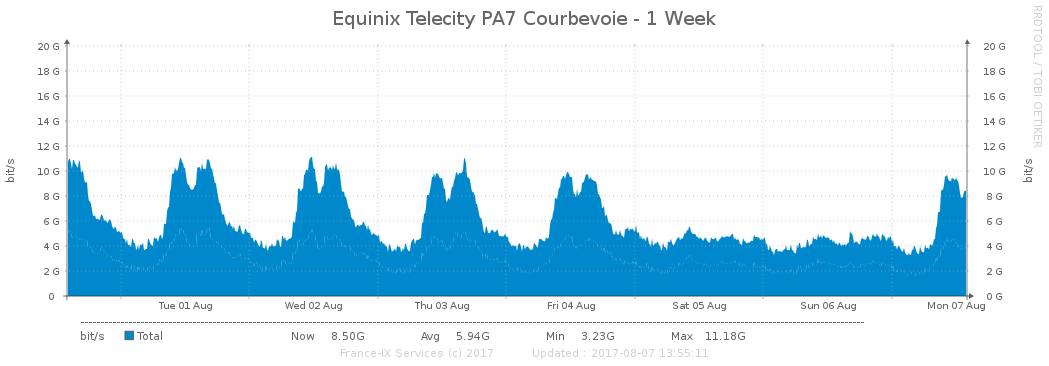 Equinix Telecity PA7 Courbevoie - 1 Week
RRDTOOL / TOBI OETIKER
bit/s
bit/s
20 G 20 G
18 G 18 G
16 G 16 G
14 G 14 G
12 G 12 G
10 G 10 G
8 G 8 G
6 G 6 G
4 G 4 G
2 G 2 G
0 0 G
Tue 01 Aug Wed 02 Aug Thu 03 Aug Fri 04 Aug Sat 05 Aug Sun 06 Aug Mon 07 Aug
bit/s Total Now 8.50G Avg 5.94G Min 3.23G Max 11.18G
France-IX Services (c) 2017 Updated : 2017-08-07 13:55:11